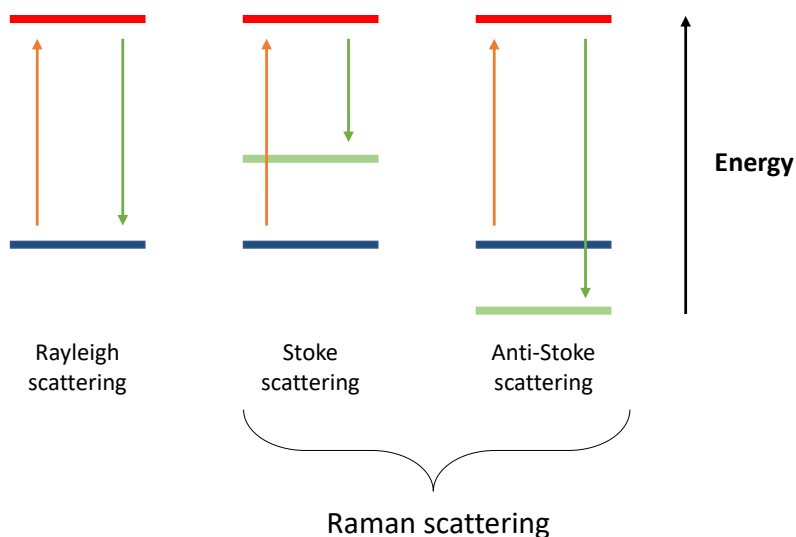 Energy
Rayleigh
scattering
Stoke
scattering
Anti-Stoke
scattering
Raman scattering